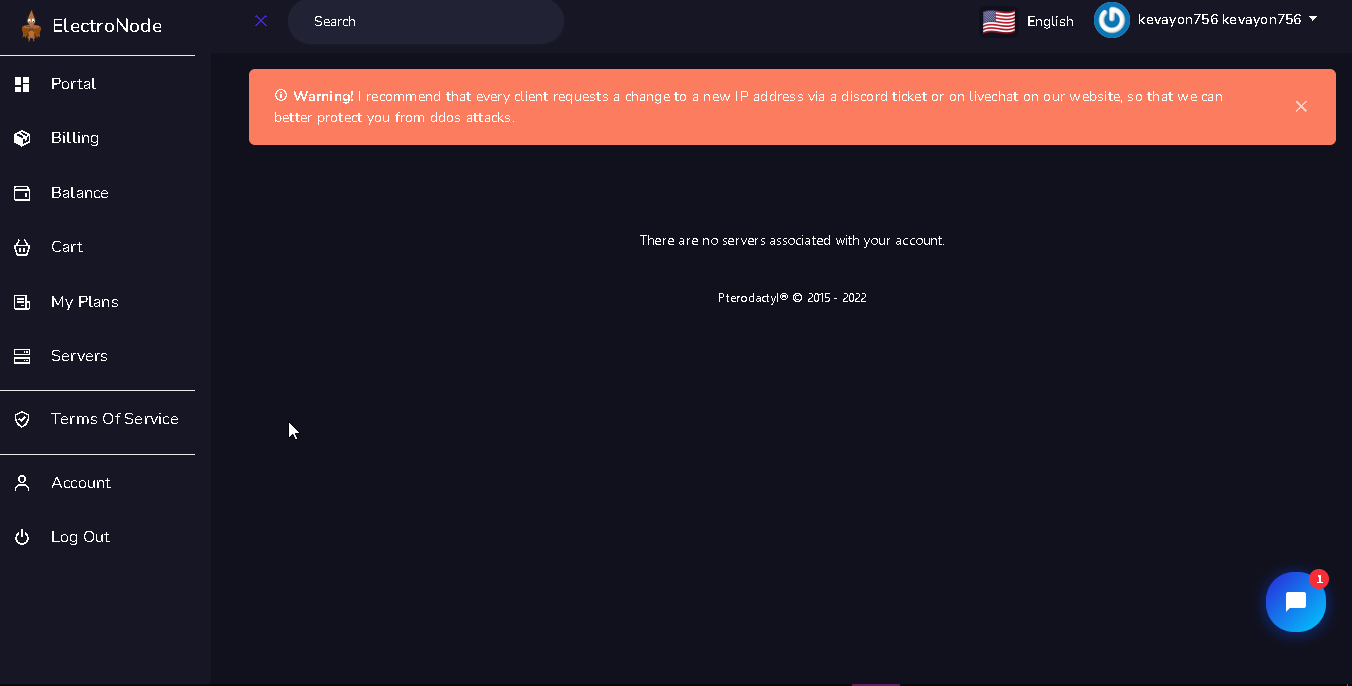 ElectroNode
Search
English
kevayon756 kevayon756
Portal
Billing
Balance
Cart
My Plans
Servers
Terms Of Service
Account
Log Out
Warning! I recommend that every client requests a change to a new IP address via a discord ticket or on livechat on our website, so that we can
better protect you from ddos attacks.
There are no servers associated with your account.
Pterodactyl® © 2015 - 2022
1